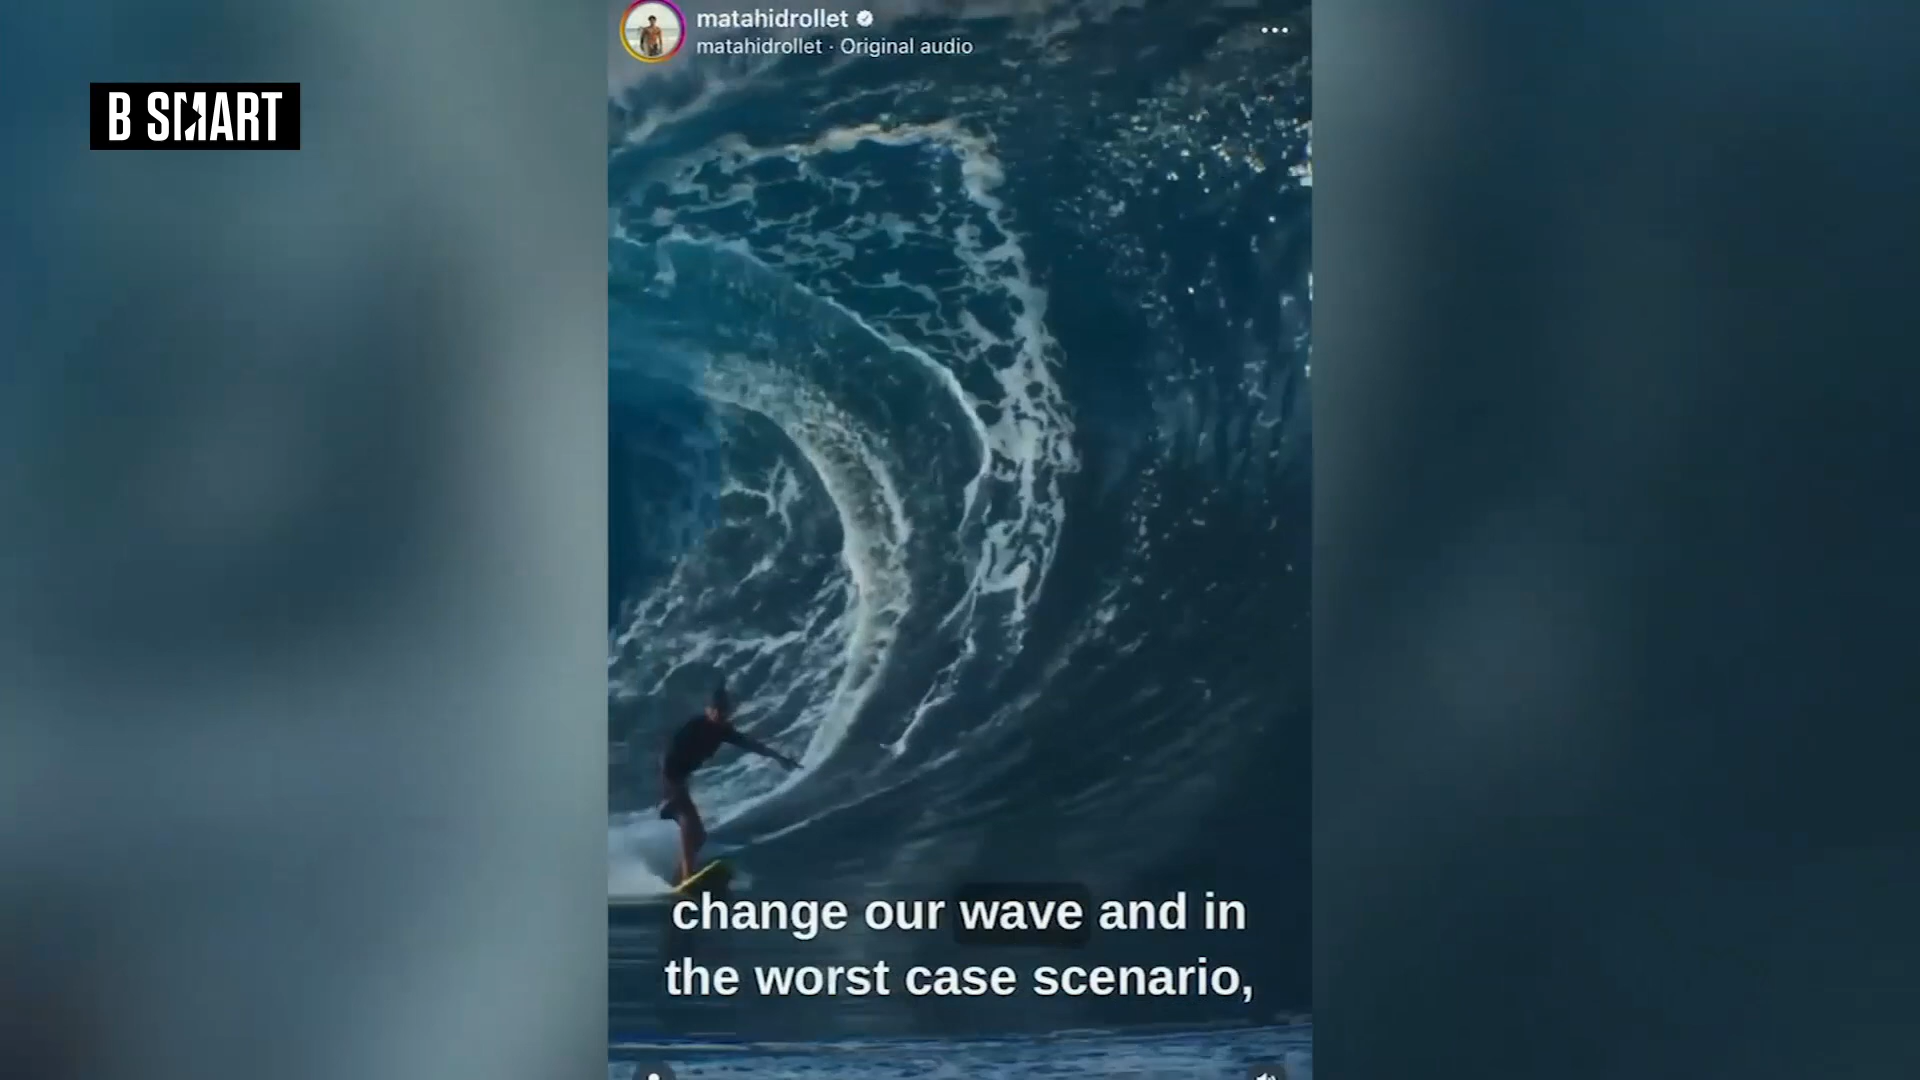 matahidrollet
matahidrollet · Original audio
B SMART
change our wave and in
the worst case scenario,